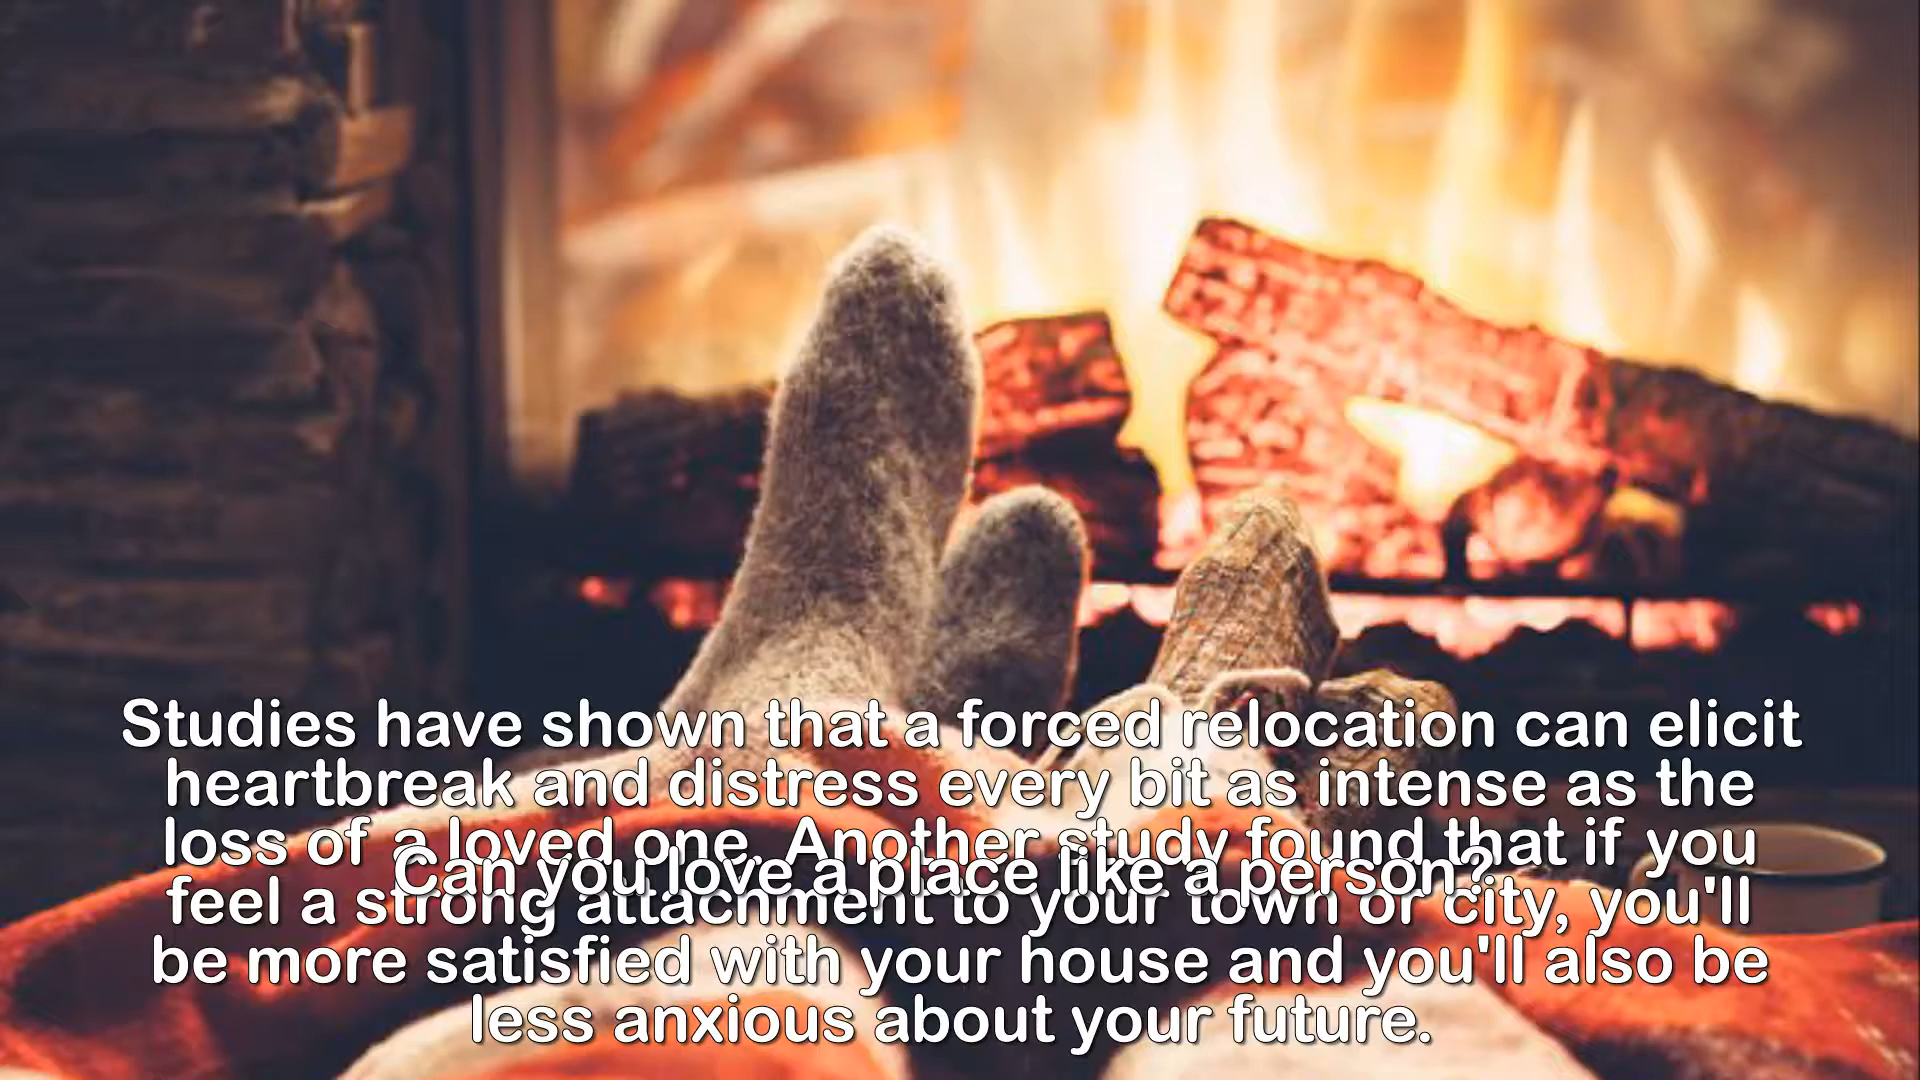 Studies have shown that a forced relocation can elicit
heartbreak and distress every bit as intense as the
loss of a loved one. Another study found that if you
Can you love a place like a person?
feel a strong attachment to your town or city, you'll
be more satisfied with your house and you'll also be
less anxious about your future.